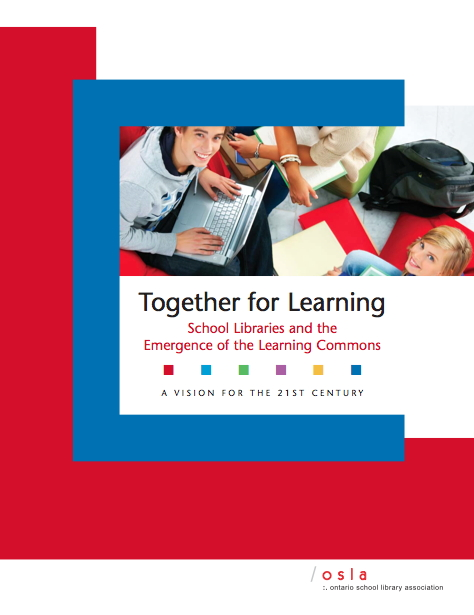 Together for Learning
School Libraries and the
Emergence of the Learning Commons
A VISION FOR THE 21ST CENTURY
/osla
:. ontario school library association